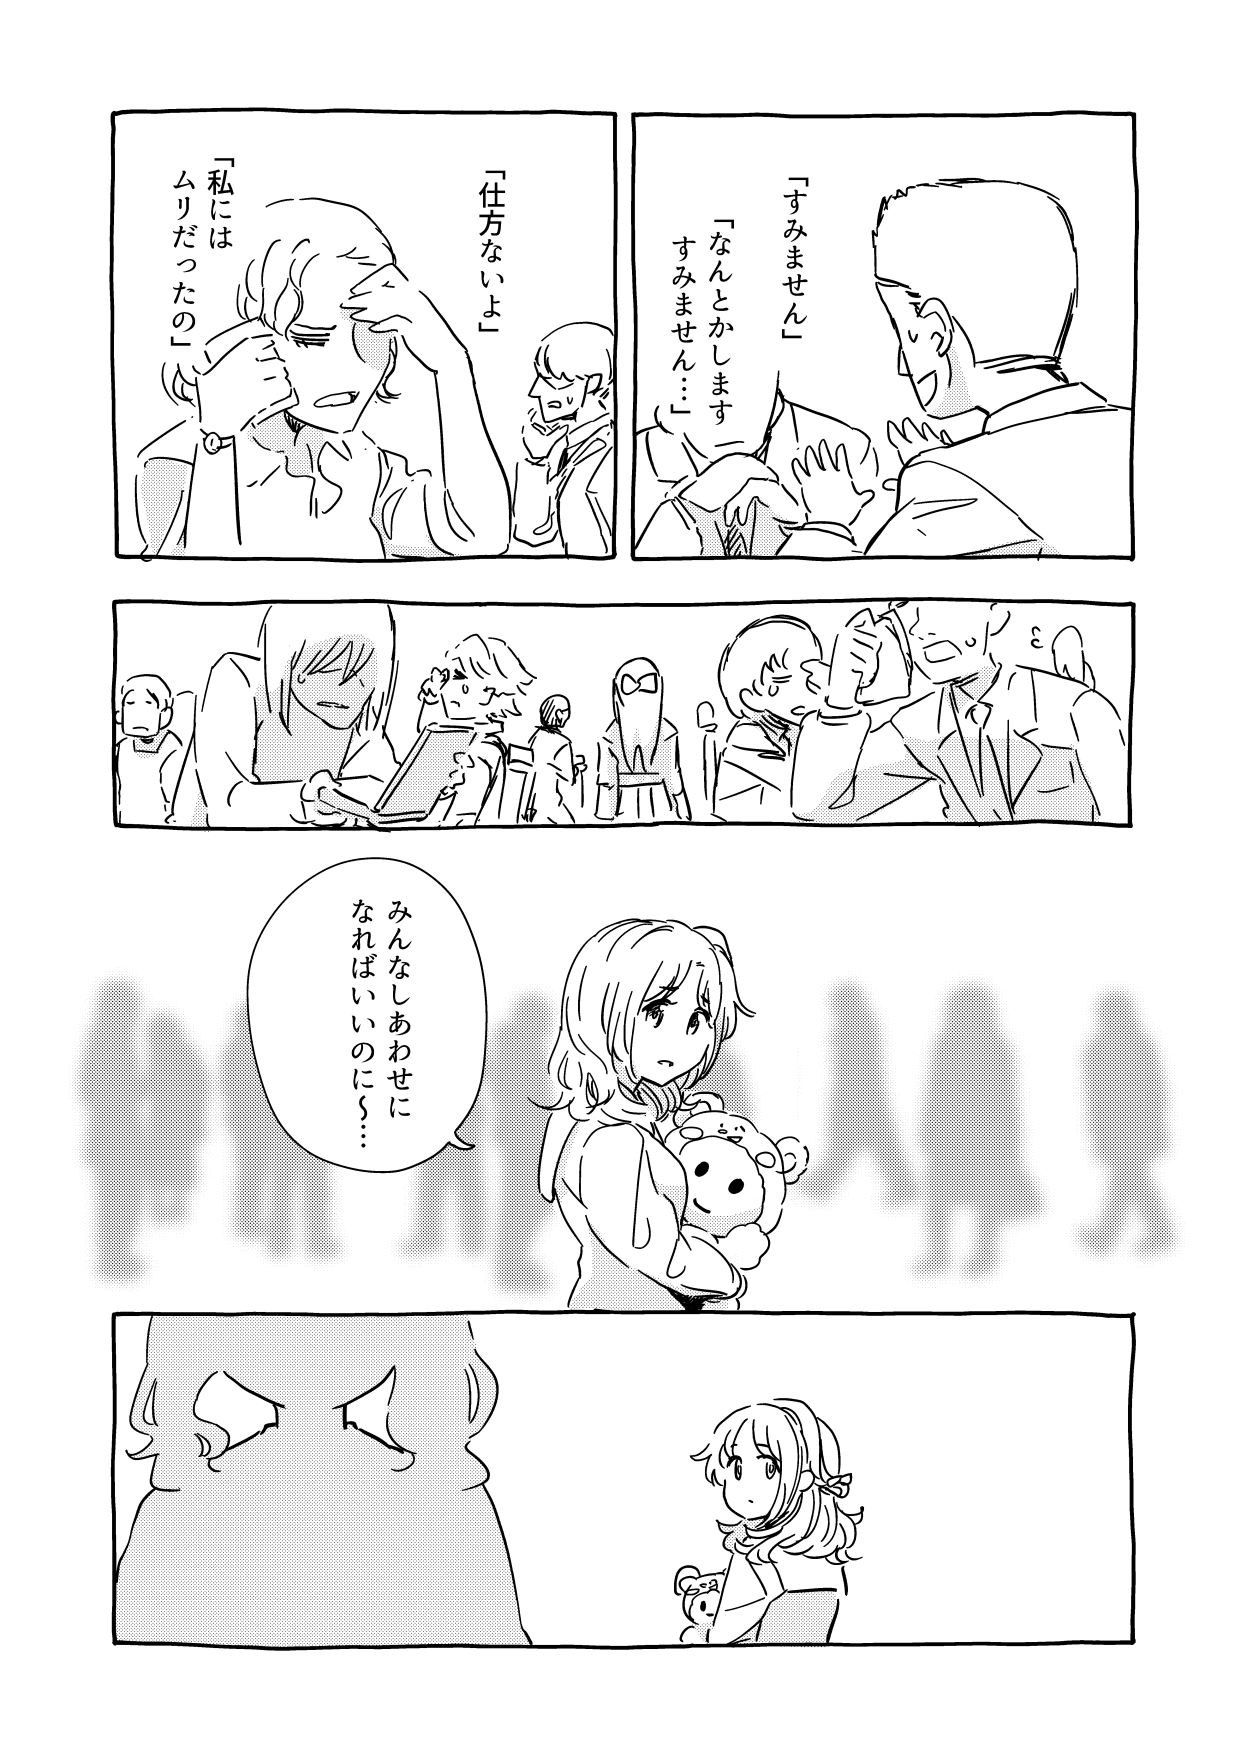 「すみません」
「なんとかします
すみません…」
「仕方ないよ」
「私には
ムリだったの」
みんなしあわせに
なればいいのに〜…